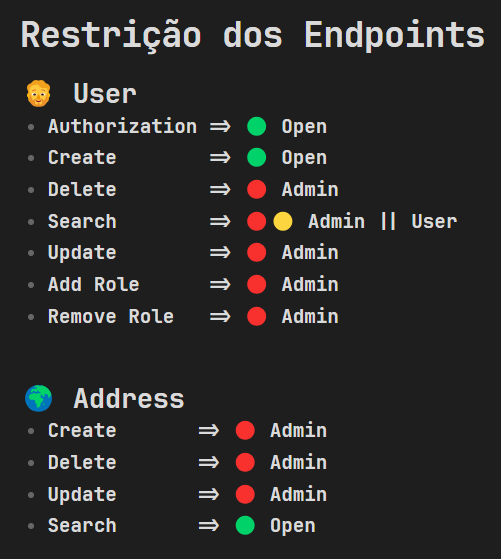 Restrição dos Endpoints
🧓 User
• Authorization => 🟢 Open
• Create => 🟢 Open
• Delete => 🔴 Admin
• Search => 🔴🟡 Admin || User
• Update => 🔴 Admin
• Add Role => 🔴 Admin
• Remove Role => 🔴 Admin
🌍 Address
• Create => 🔴 Admin
• Delete => 🔴 Admin
• Update => 🔴 Admin
• Search => 🟢 Open